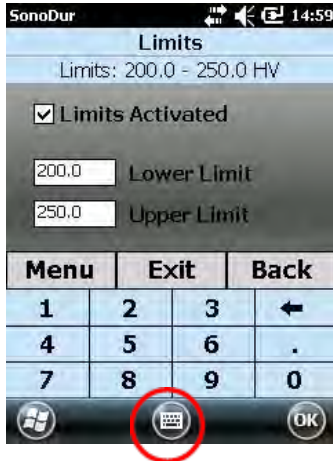 SonoDur 14:59
Limits
Limits: 200.0 - 250.0 HV
Limits Activated
200.0 Lower Limit
250.0 Upper Limit
Menu Exit Back
1 2 3 ←
4 5 6 .
7 8 9 0
OK